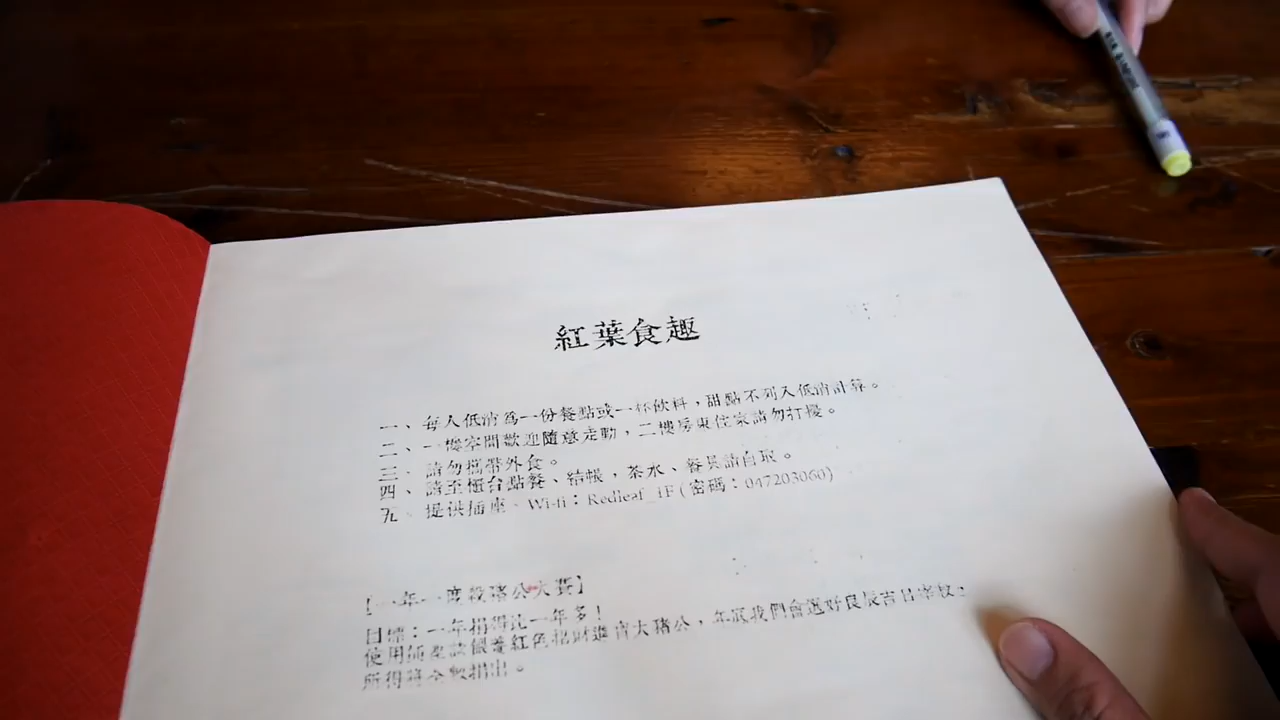 紅葉食趣
一、每人低消為一份餐點或一杯飲料，甜點不列入低消計算。
二、一樓空間歡迎隨意走動，二樓房東住家請勿打擾。
三、請勿攜帶外食。
四、請至櫃台點餐、結帳，茶水、餐具請自取。
五、提供插座、Wi-fi：Redleaf_1F(密碼：047203060)
【一年一度殺豬公大賽】
目標：一年捐得比一年多！
使用插座請餵養紅色招財進寶大豬公，年底我們會選好良辰吉日宰殺，
所得將全數捐出。